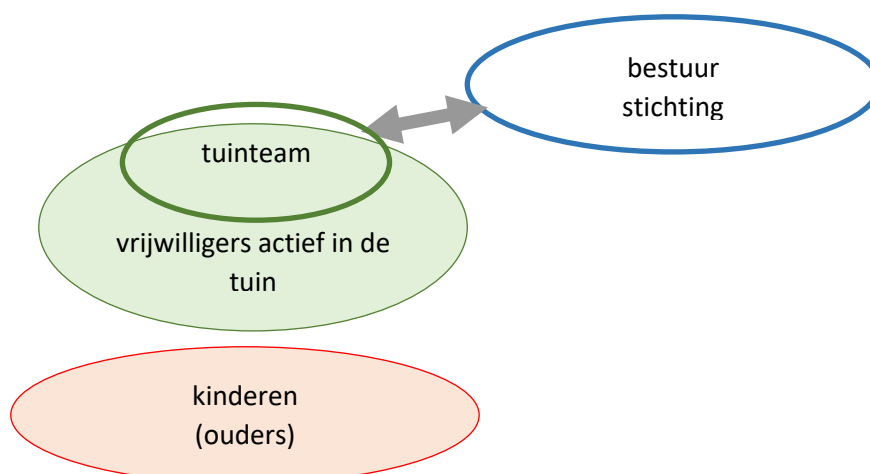 bestuur
stichting
tuinteam
vrijwilligers actief in de
tuin
kinderen
(ouders)